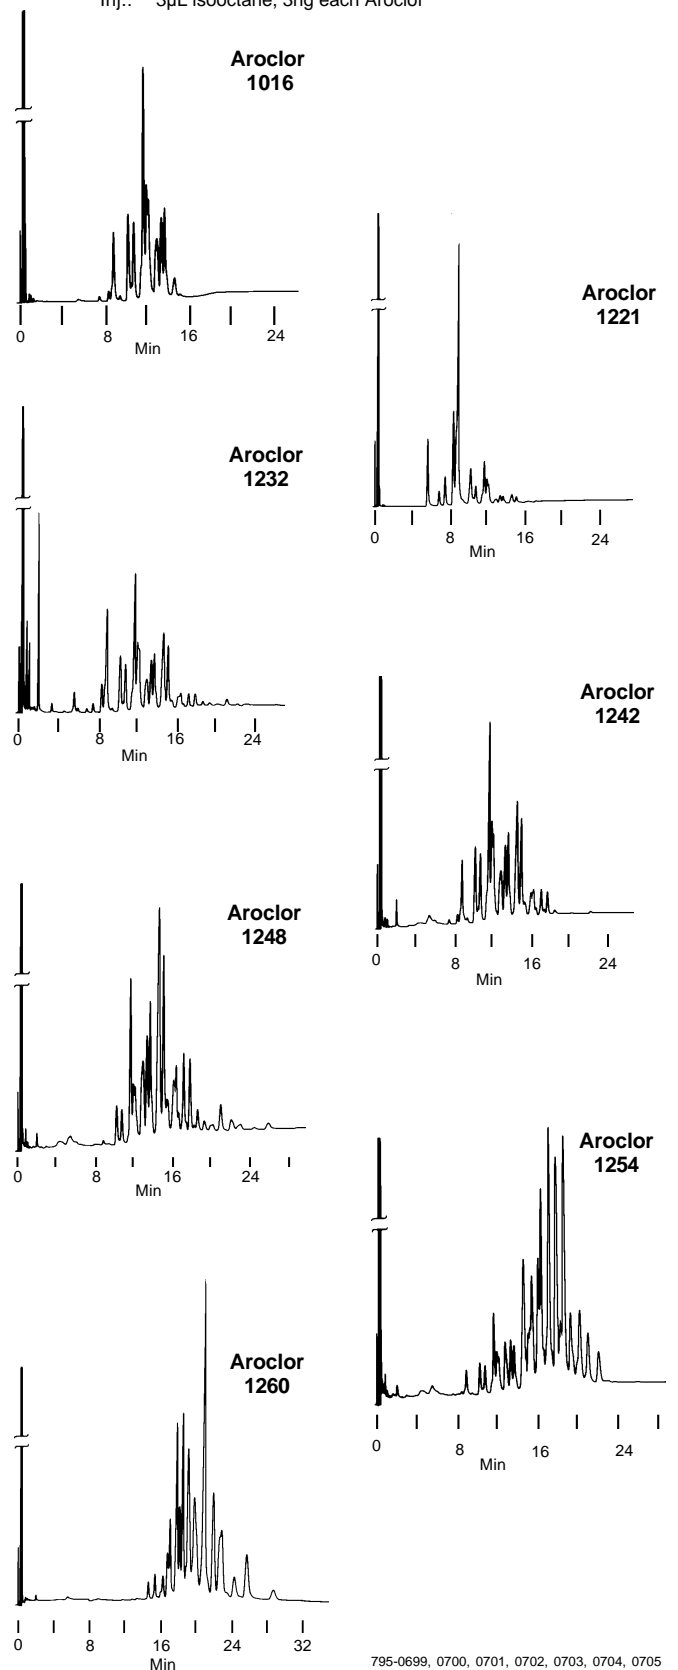 Inj.: 3µL isooctane, 3ng each Aroclor
Aroclor
1016
0 8 16 24
Min
Aroclor
1221
0 8 16 24
Min
Aroclor
1232
0 8 16 24
Min
Aroclor
1242
0 8 16 24
Min
Aroclor
1248
0 8 16 24
Min
Aroclor
1254
0 8 16 24
Min
Aroclor
1260
0 8 16 24 32
Min
795-0699, 0700, 0701, 0702, 0703, 0704, 0705